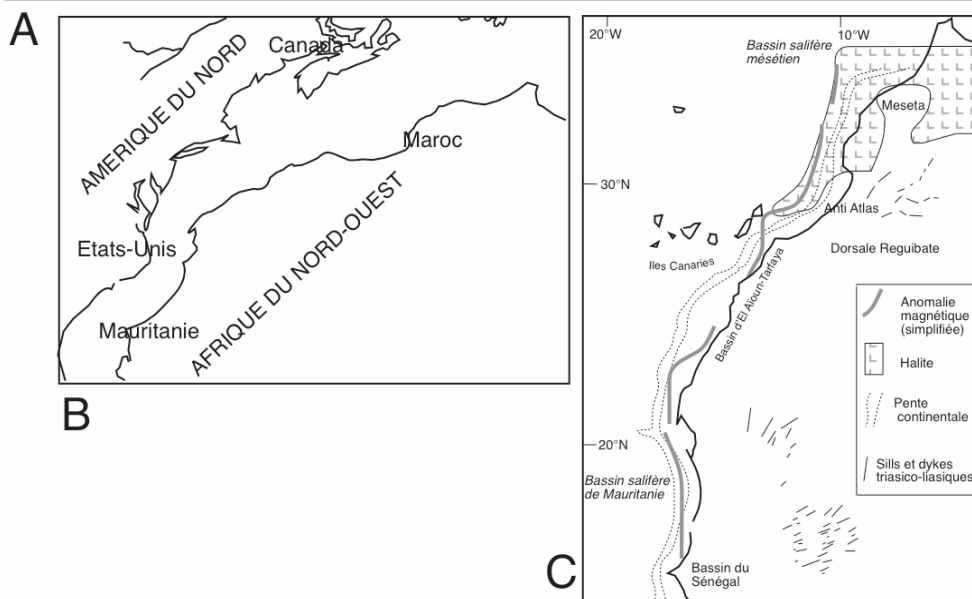 A
AMERIQUE DU NORD
Canada
Maroc
Etats-Unis
Mauritanie
AFRIQUE DU NORD-OUEST
B
C
20°W
10°W
Bassin salifère
mésétien
Meseta
30°N
Anti Atlas
Iles Canaries
Dorsale Reguibate
Bassin d'El Aïoun-Tarfaya
Anomalie
magnétique
(simplifiée)
Halite
Pente
continentale
Sills et dykes
triasico-liasiques
20°N
Bassin salifère
de Mauritanie
Bassin du
Sénégal